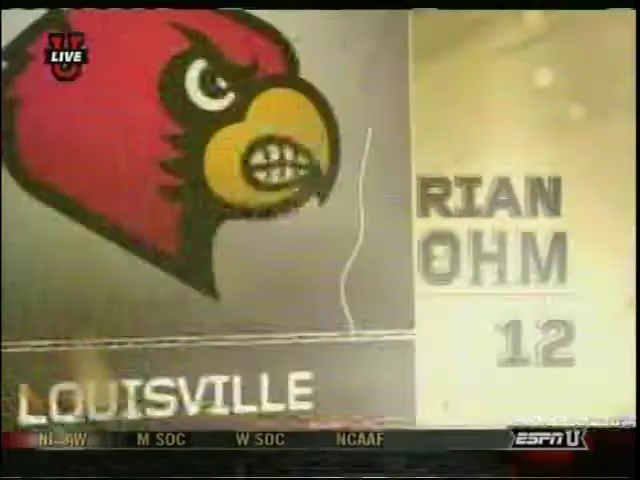 LIVE
RIAN
OHM
12
LOUISVILLE
M SOC W SOC NCAAF
ESPN U